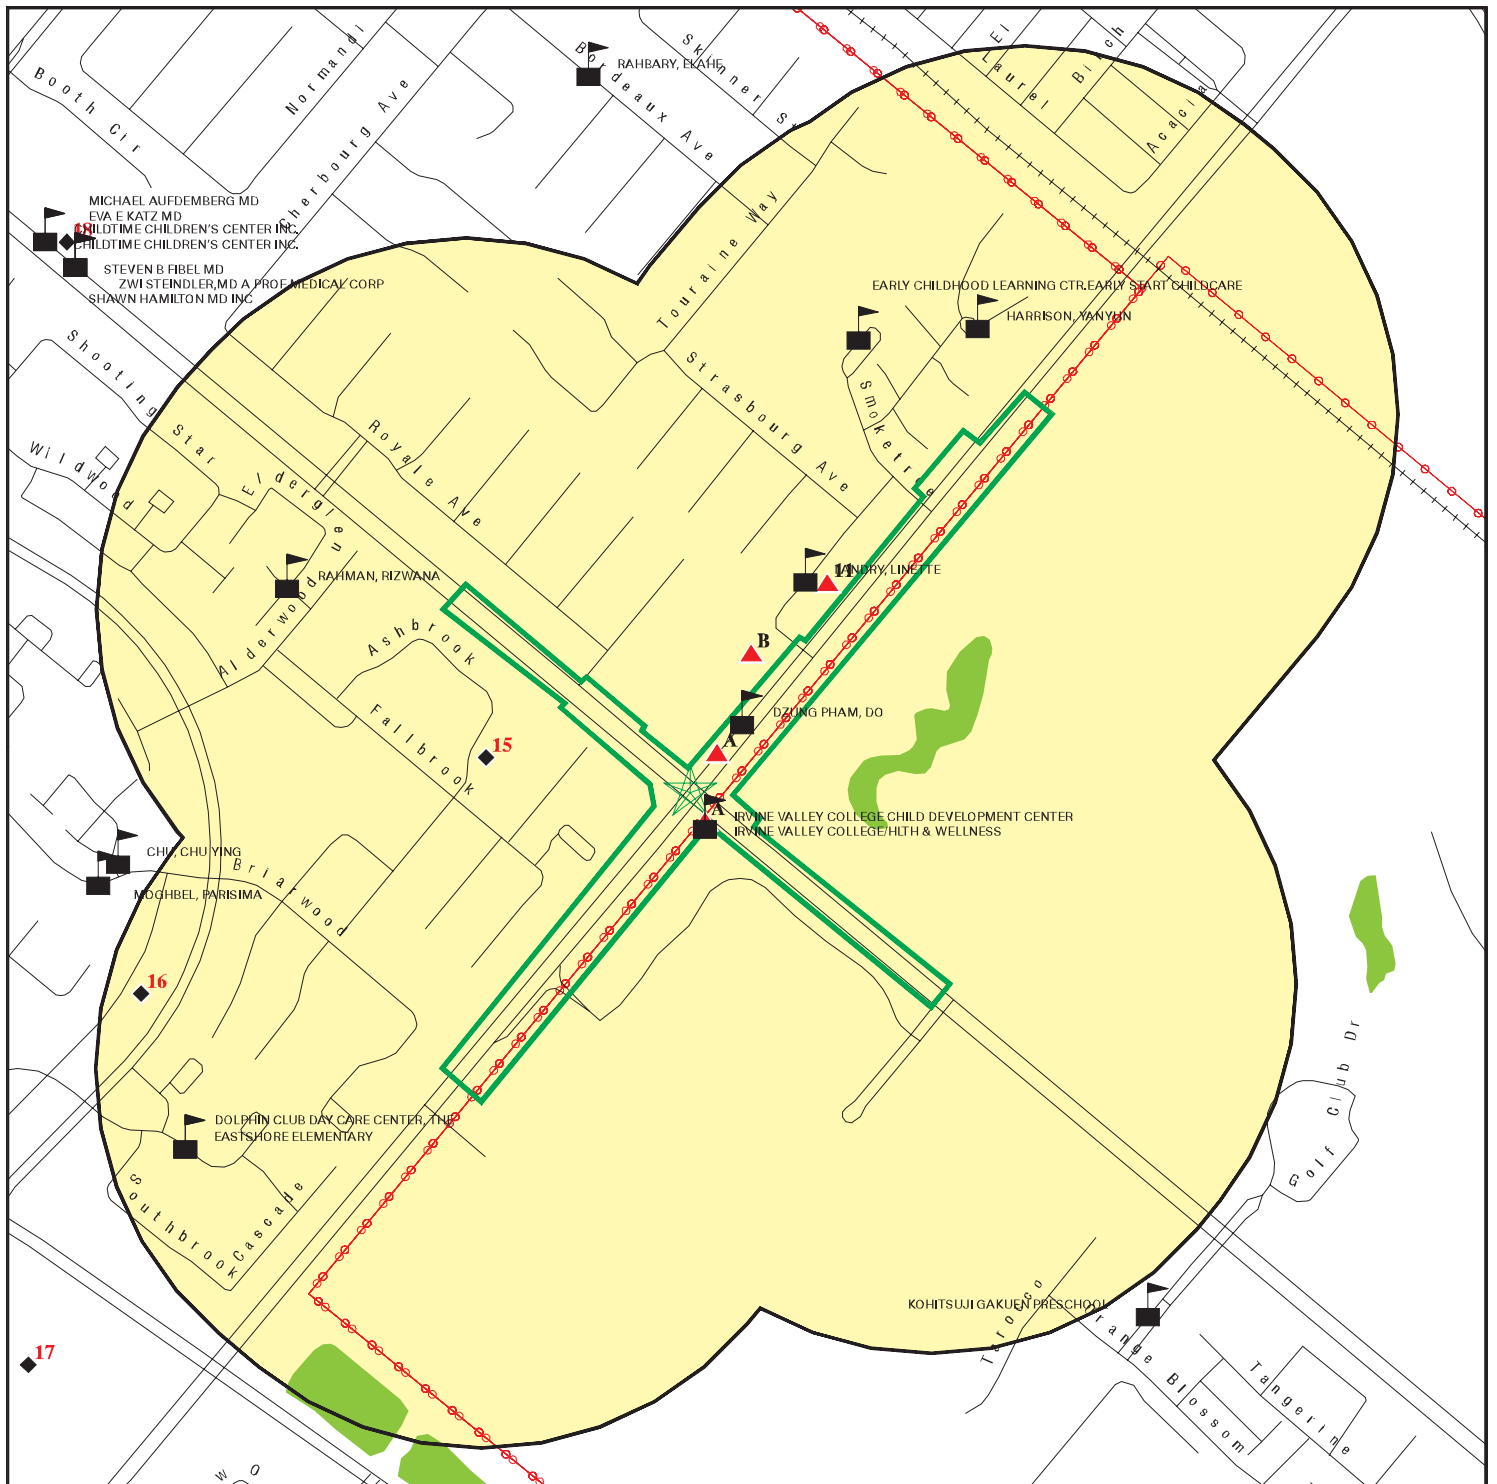 Booth Cir
Normandi
Cherbourg Ave
Bordeaux Ave
RAHBARY, ELAHE
Skinner St
El
Laurel
Birch
Acacia
MICHAEL AUFDEMBERG MD
EVA E KATZ MD
18
CHILDTIME CHILDREN'S CENTER INC.
CHILDTIME CHILDREN'S CENTER INC.
STEVEN B FIBEL MD
ZWI STEINDLER,MD A PROF MEDICAL CORP
SHAWN HAMILTON MD INC
Touraine Way
EARLY CHILDHOOD LEARNING CTR.EARLY START CHILDCARE
HARRISON, YANYUN
Shooting Star
Strasbourg Ave
Smoketree
Wildwood
Royale Ave
Elderglen
RAHMAN, RIZWANA
Alderwood
Ashbrook
11
LANDRY, LINETTE
B
Fallbrook
DZUNG PHAM, DO
15
A
A
IRVINE VALLEY COLLEGE CHILD DEVELOPMENT CENTER
IRVINE VALLEY COLLEGE/HLTH & WELLNESS
CHU, CHU YING
MOGHBEL, PARISIMA
Briarwood
16
Golf Club Dr
DOLPHIN CLUB DAY CARE CENTER, THE
EASTSHORE ELEMENTARY
Southbrook
Cascade
KOHITSUJI GAKUEN PRESCHOOL
Tarocco
Orange Blossom
Tangerine
17
w O